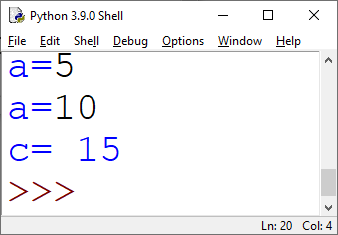 Python 3.9.0 Shell
File Edit Shell Debug Options Window Help
a=5
a=10
c= 15
>>>
Ln: 20 Col: 4